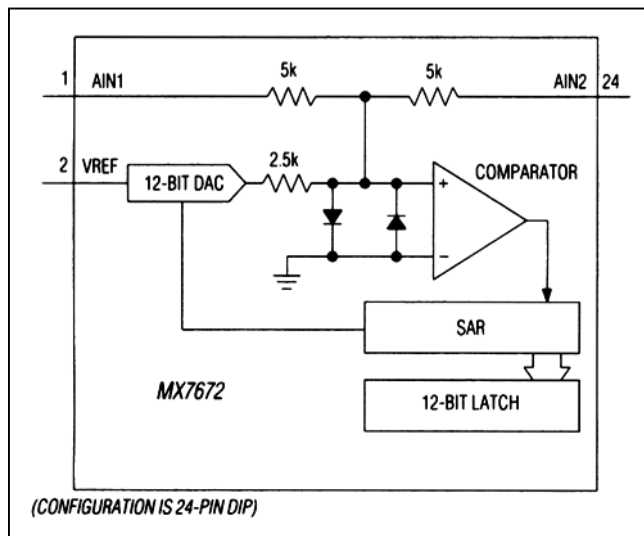 1 AIN1 5k 5k AIN2 24
2 VREF 12-BIT DAC 2.5k COMPARATOR
+
−
SAR
MX7672
12-BIT LATCH
(CONFIGURATION IS 24-PIN DIP)